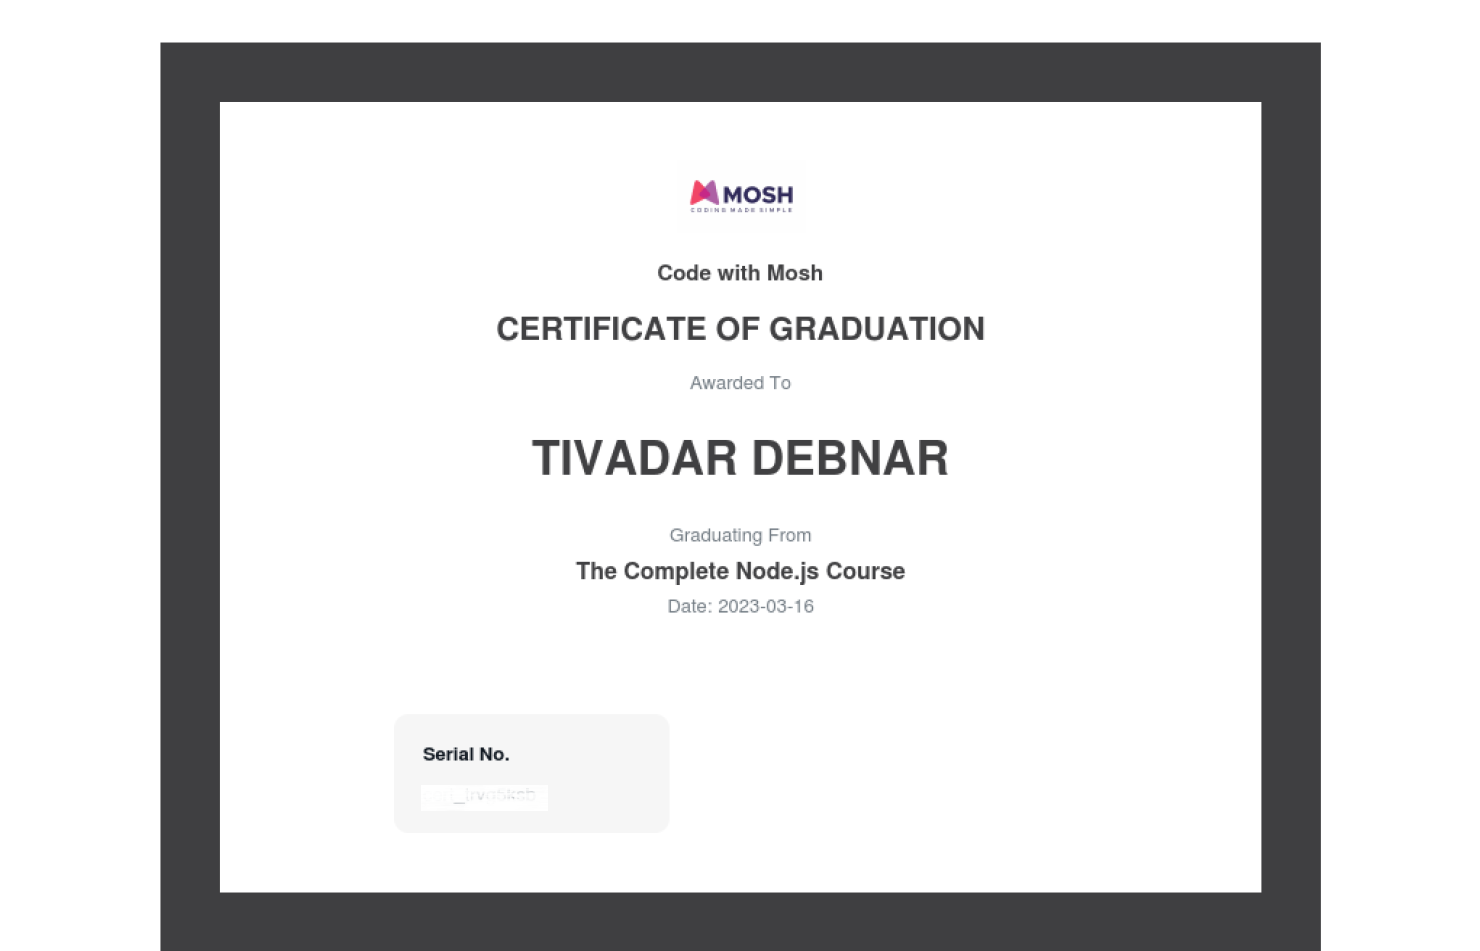 MOSH
CODING MADE SIMPLE
Code with Mosh
CERTIFICATE OF GRADUATION
Awarded To
TIVADAR DEBNAR
Graduating From
The Complete Node.js Course
Date: 2023-03-16
Serial No.